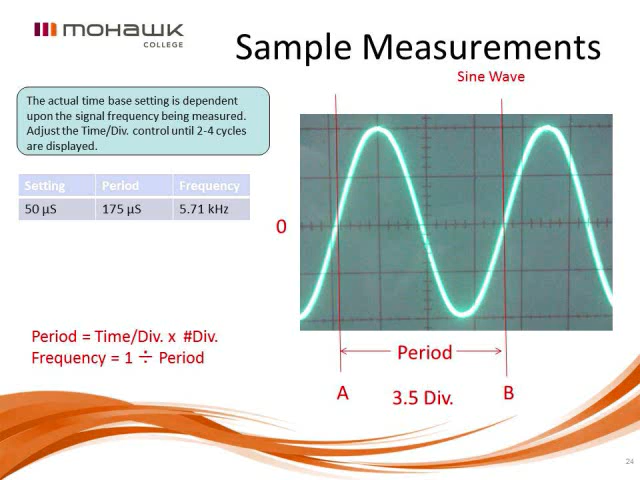 mohawk
COLLEGE
Sample Measurements
Sine Wave
The actual time base setting is dependent
upon the signal frequency being measured.
Adjust the Time/Div. control until 2-4 cycles
are displayed.
Setting Period Frequency
50 µS 175 µS 5.71 kHz
0
Period = Time/Div. x #Div.
Frequency = 1 ÷ Period
Period
A 3.5 Div. B
24